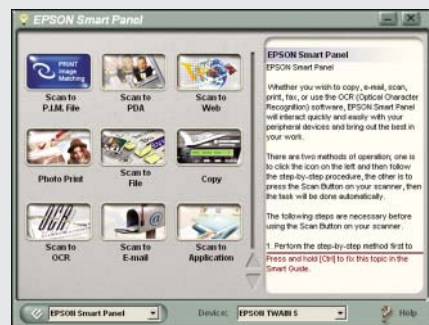 EPSON Smart Panel
PRINT
Image
Matching
Scan to
P.I.M. File
Scan to
PDA
Web
Scan to
Web
Photo Print
Scan to
File
Copy
OCR
Scan to
OCR
@
Scan to
E-mail
Scan to
Application
EPSON Smart Panel
EPSON Smart Panel
Whether you wish to copy, e-mail, scan,
print, fax, or use the OCR (Optical Character
Recognition) software, EPSON Smart Panel
will interact quickly and easily with your
peripheral devices and bring out the best in
your work.
There are two methods of operation; one is
to click the icon on the left and then follow
the step-by-step procedure, the other is to
press the Scan Button on your scanner, then
the task will be done automatically.
The following steps are necessary before
using the Scan Button on your scanner.
1. Perform the step-by-step method first to
Press and hold [Ctrl] to fix this topic in the
Smart Guide.
EPSON Smart Panel
Device:
EPSON TWAIN 5
Help